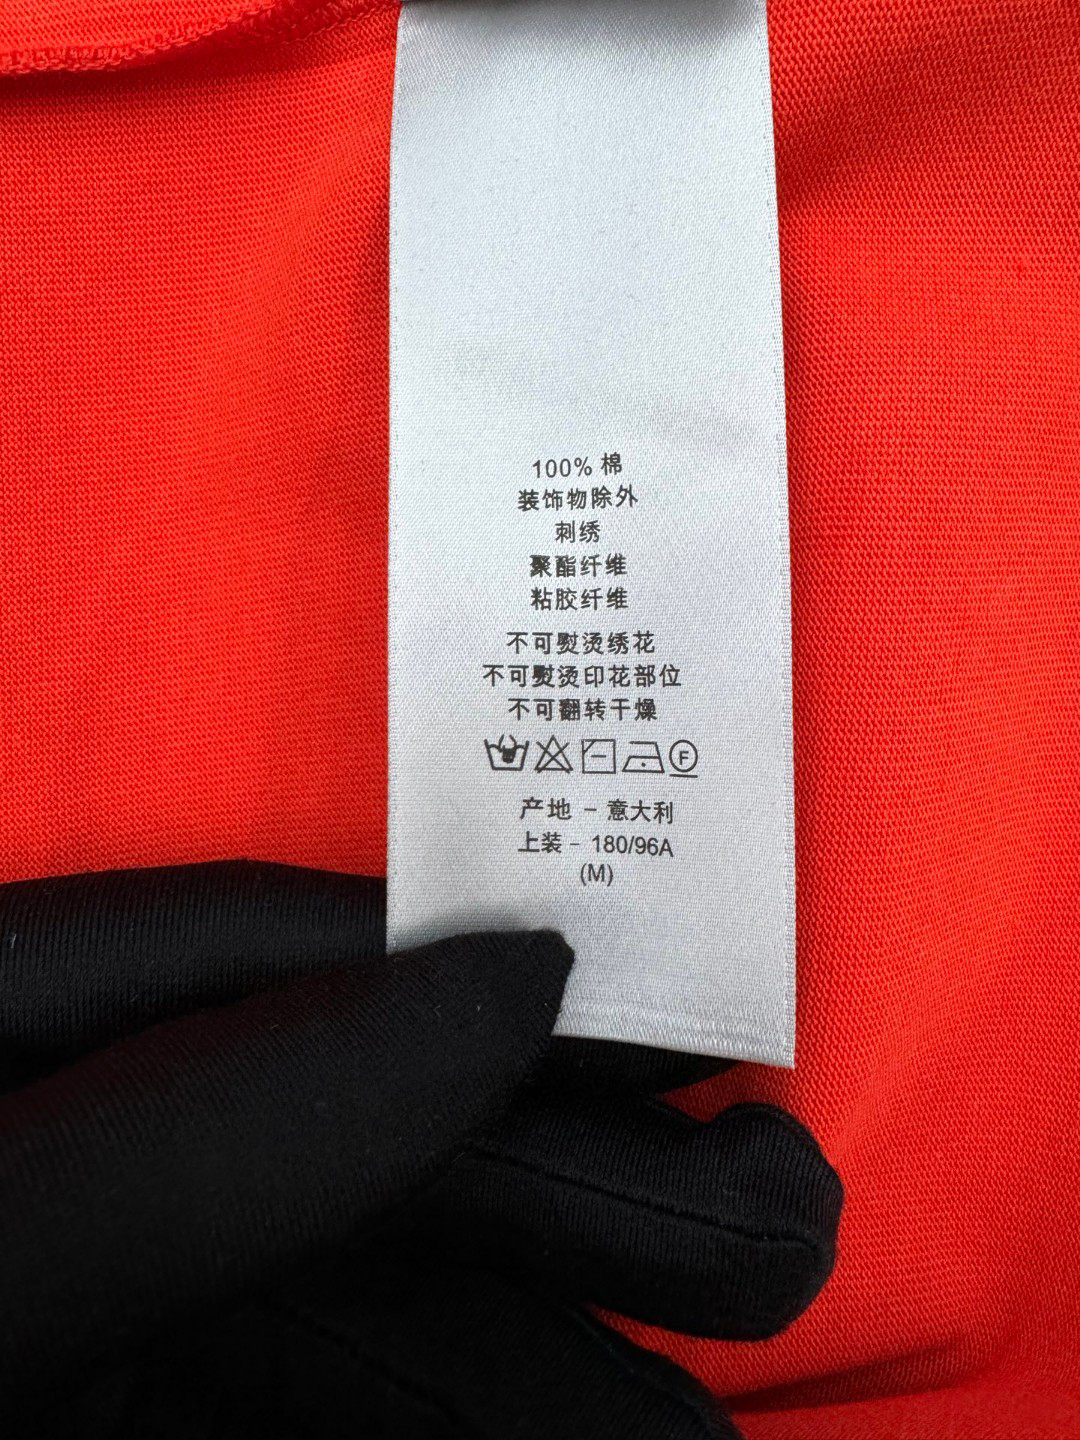 100% 棉
装饰物除外
刺绣
聚酯纤维
粘胶纤维
不可熨烫绣花
不可熨烫印花部位
不可翻转干燥
F
产地 - 意大利
上装 - 180/96A
(M)